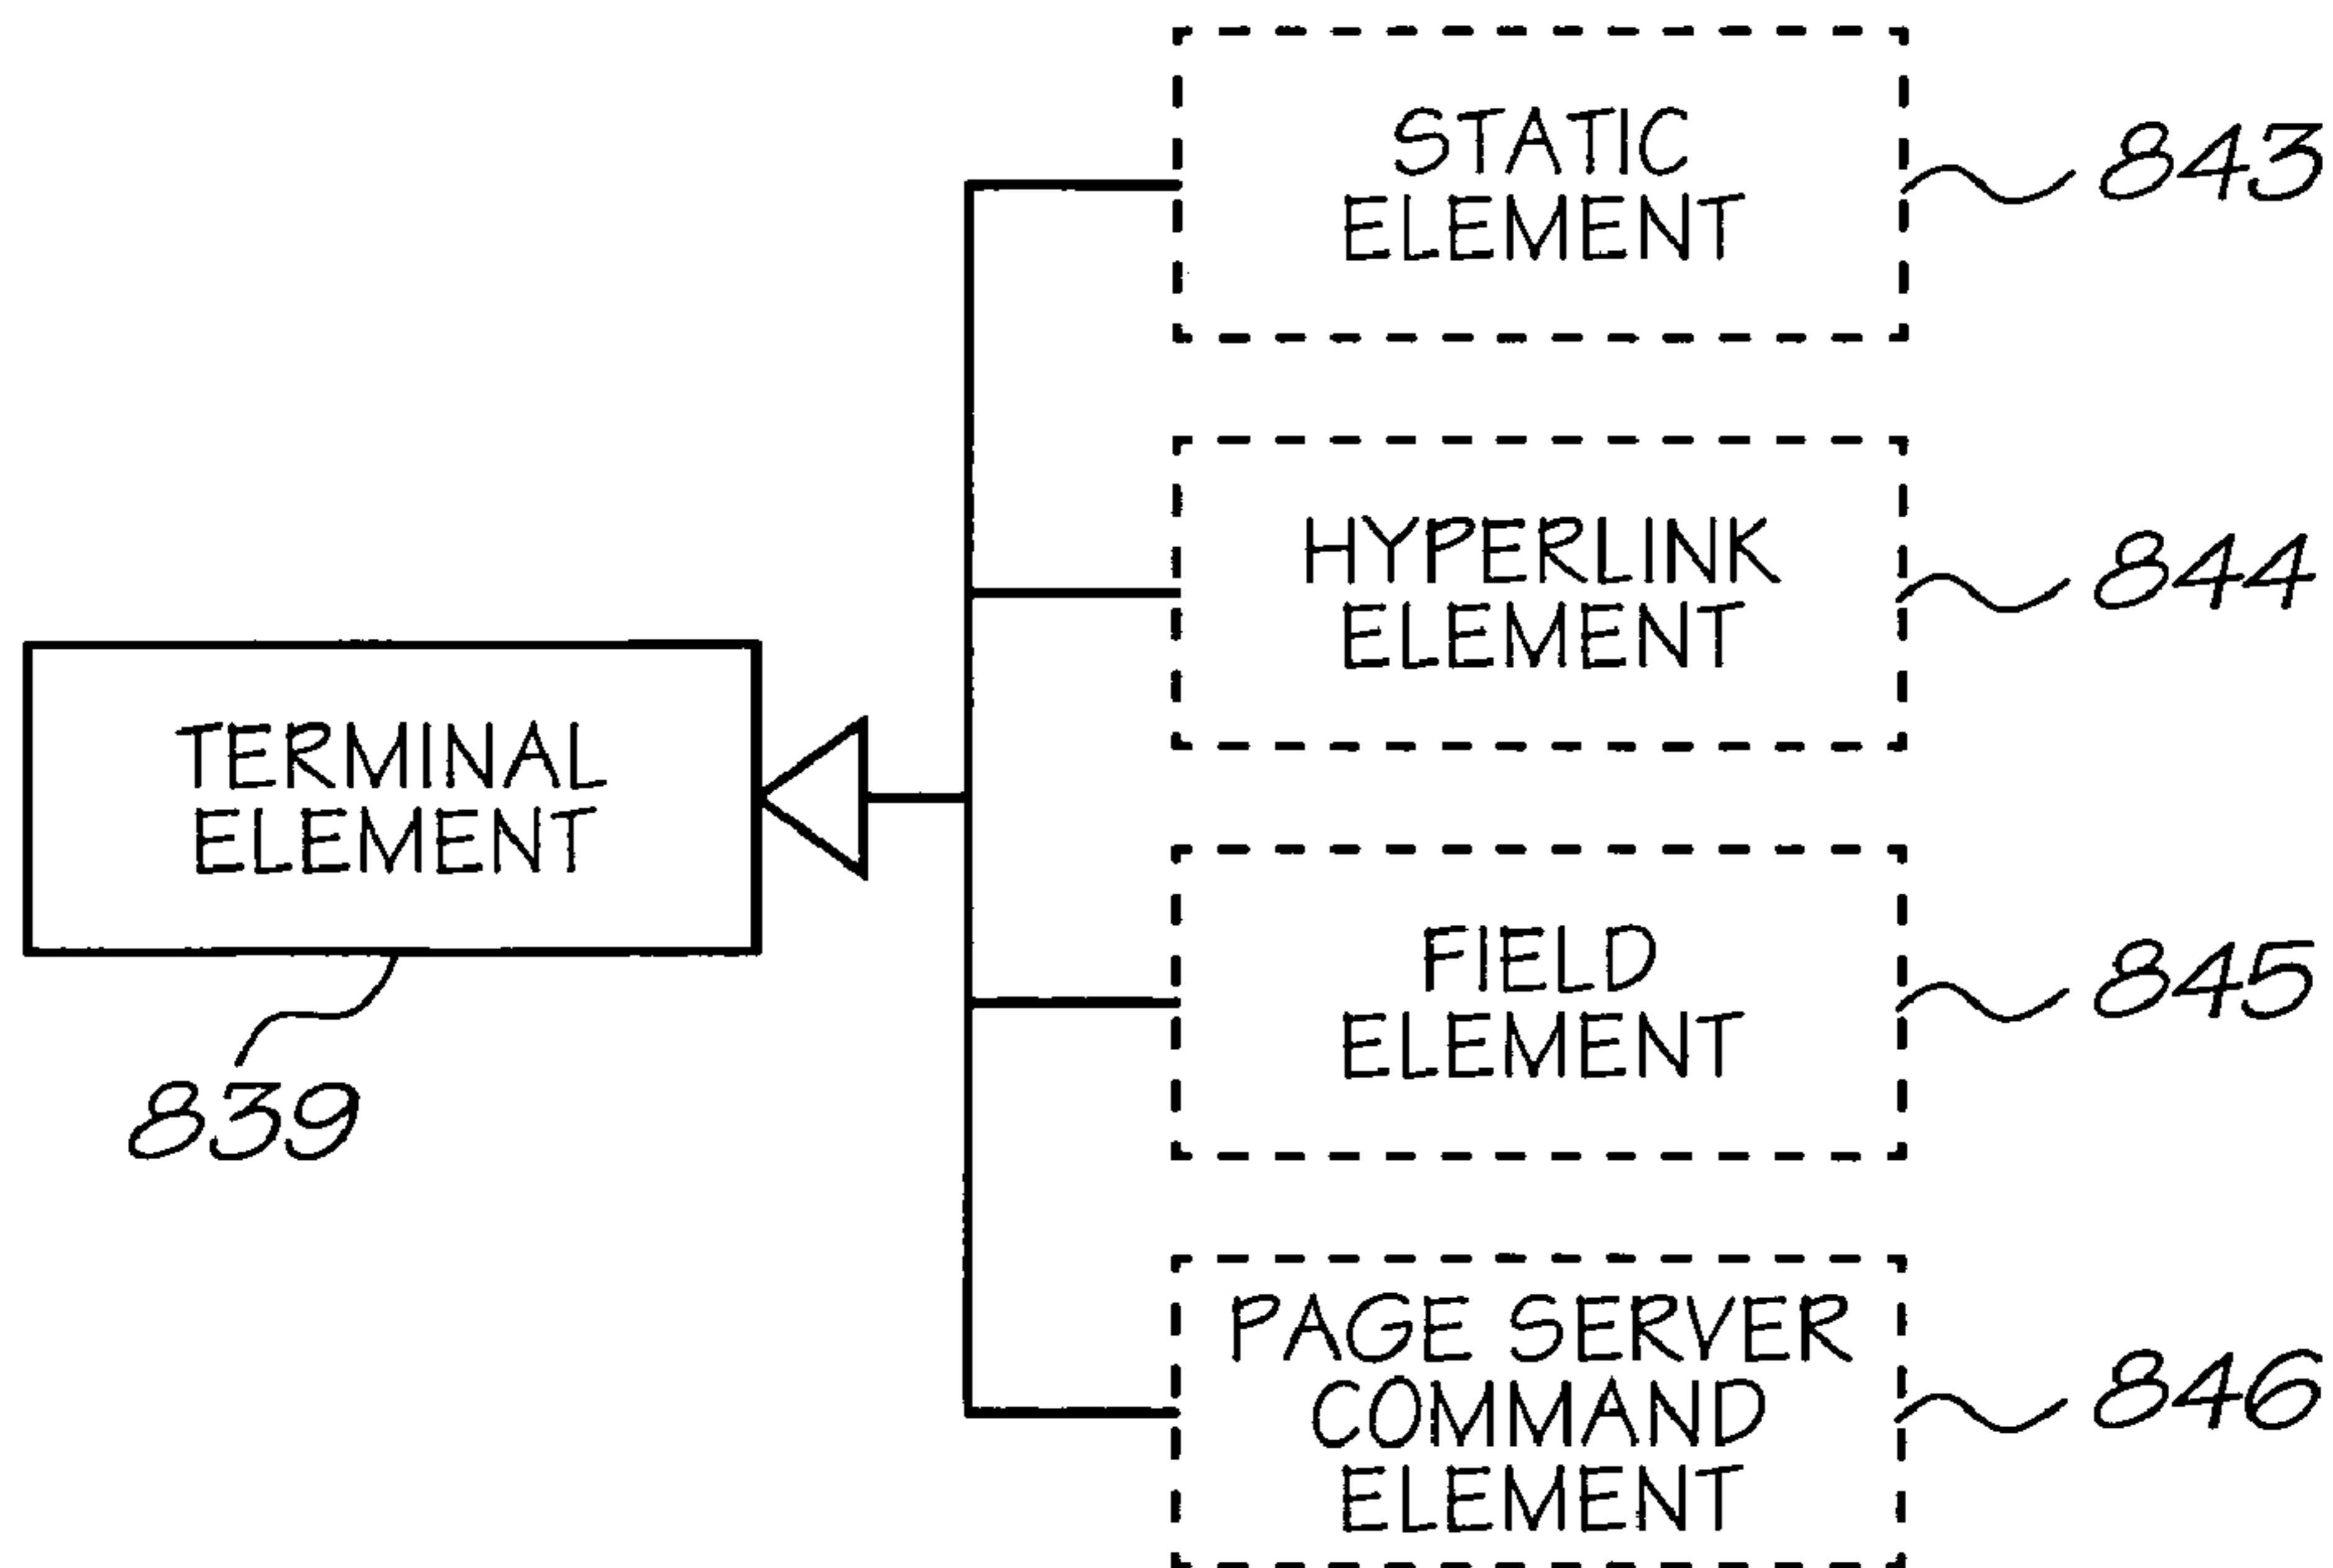 STATIC
ELEMENT
843
HYPERLINK
ELEMENT
844
TERMINAL
ELEMENT
839
FIELD
ELEMENT
845
PAGE SERVER
COMMAND
ELEMENT
846